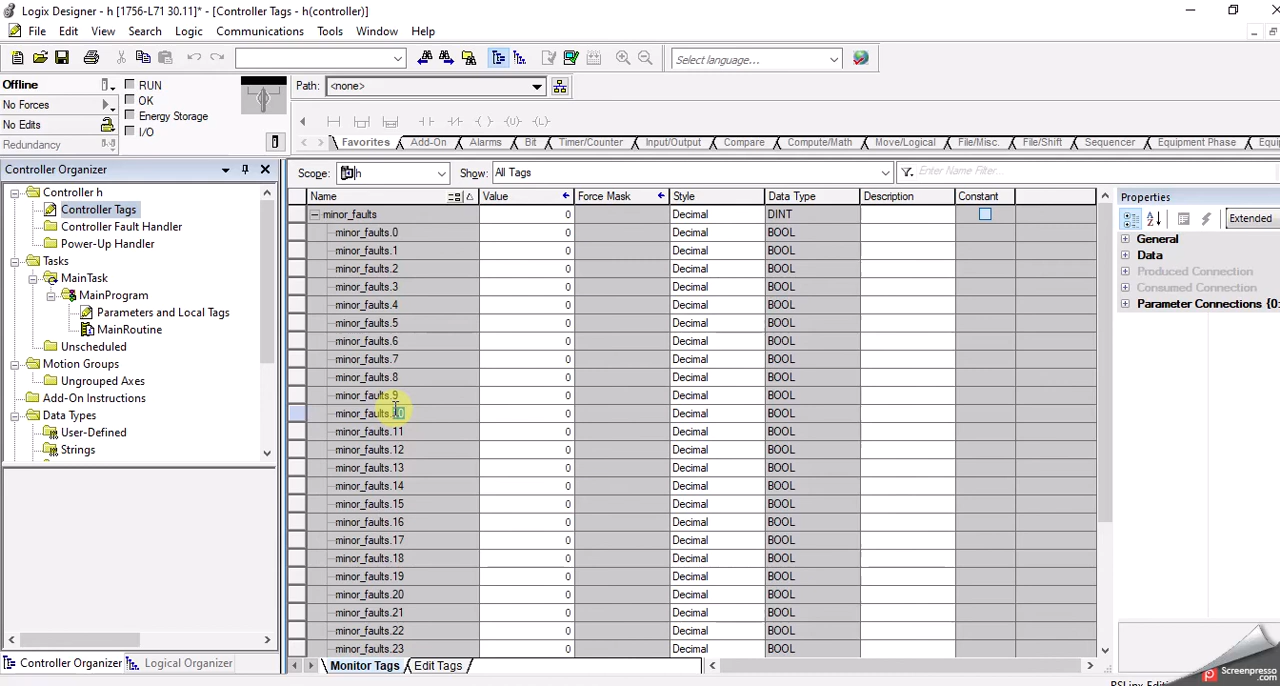 Logix Designer - h [1756-L71 30.11]* - [Controller Tags - h(controller)]
File Edit View Search Logic Communications Tools Window Help
Select language...
Offline
RUN
No Forces
OK
No Edits
Energy Storage
Redundancy
I/O
Path: <none>
Favorites Add-On Alarms Bit Timer/Counter Input/Output Compare Compute/Math Move/Logical File/Misc. File/Shift Sequencer Equipment Phase
Controller Organizer
Controller h
Controller Tags
Controller Fault Handler
Power-Up Handler
Tasks
MainTask
MainProgram
Parameters and Local Tags
MainRoutine
Unscheduled
Motion Groups
Ungrouped Axes
Add-On Instructions
Data Types
User-Defined
Strings
Controller Organizer Logical Organizer
Scope: h Show: All Tags Enter Name Filter...
Name Value Force Mask Style Data Type Description Constant
minor_faults 0 Decimal DINT
minor_faults.0 0 Decimal BOOL
minor_faults.1 0 Decimal BOOL
minor_faults.2 0 Decimal BOOL
minor_faults.3 0 Decimal BOOL
minor_faults.4 0 Decimal BOOL
minor_faults.5 0 Decimal BOOL
minor_faults.6 0 Decimal BOOL
minor_faults.7 0 Decimal BOOL
minor_faults.8 0 Decimal BOOL
minor_faults.9 0 Decimal BOOL
minor_faults.10 0 Decimal BOOL
minor_faults.11 0 Decimal BOOL
minor_faults.12 0 Decimal BOOL
minor_faults.13 0 Decimal BOOL
minor_faults.14 0 Decimal BOOL
minor_faults.15 0 Decimal BOOL
minor_faults.16 0 Decimal BOOL
minor_faults.17 0 Decimal BOOL
minor_faults.18 0 Decimal BOOL
minor_faults.19 0 Decimal BOOL
minor_faults.20 0 Decimal BOOL
minor_faults.21 0 Decimal BOOL
minor_faults.22 0 Decimal BOOL
minor_faults.23 0 Decimal BOOL
Monitor Tags Edit Tags
Properties
Extended
General
Data
Produced Connection
Consumed Connection
Parameter Connections {0:
Screenpresso
.com